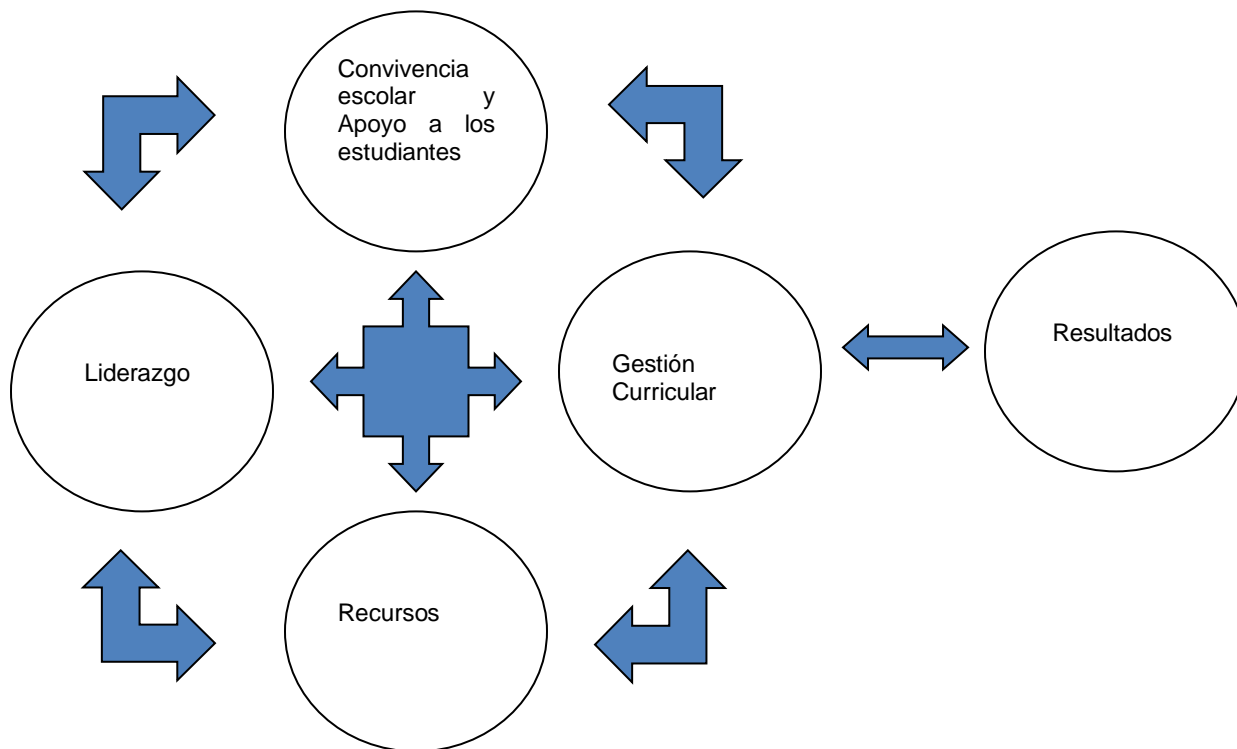 Convivencia
escolar y
Apoyo a los
estudiantes
Liderazgo
Gestión
Curricular
Resultados
Recursos